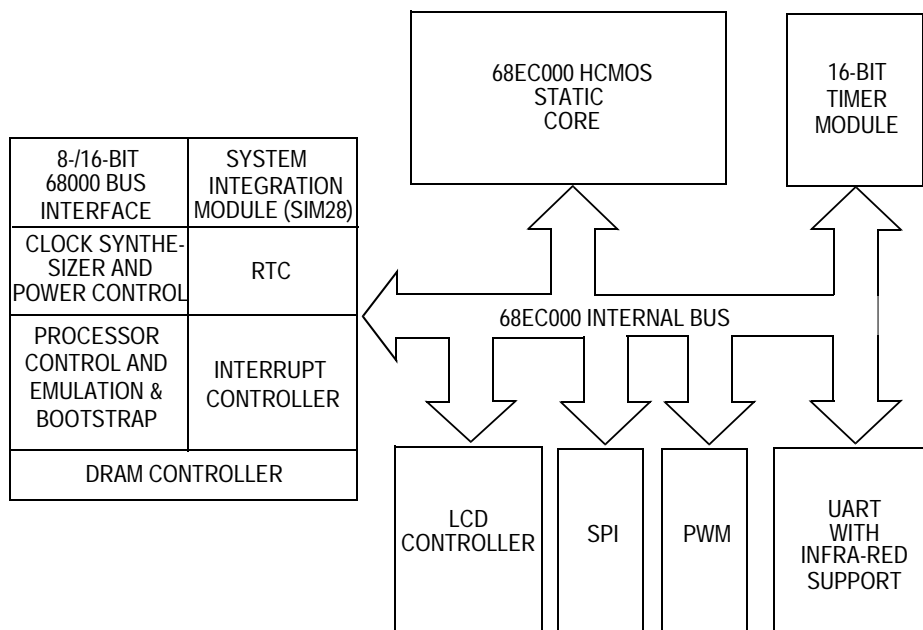 68EC000 HCMOS
STATIC
CORE
16-BIT
TIMER
MODULE
8-/16-BIT
68000 BUS
INTERFACE
SYSTEM
INTEGRATION
MODULE (SIM28)
CLOCK SYNTHE-
SIZER AND
POWER CONTROL
RTC
PROCESSOR
CONTROL AND
EMULATION &
BOOTSTRAP
INTERRUPT
CONTROLLER
DRAM CONTROLLER
68EC000 INTERNAL BUS
LCD
CONTROLLER
SPI
PWM
UART
WITH
INFRA-RED
SUPPORT